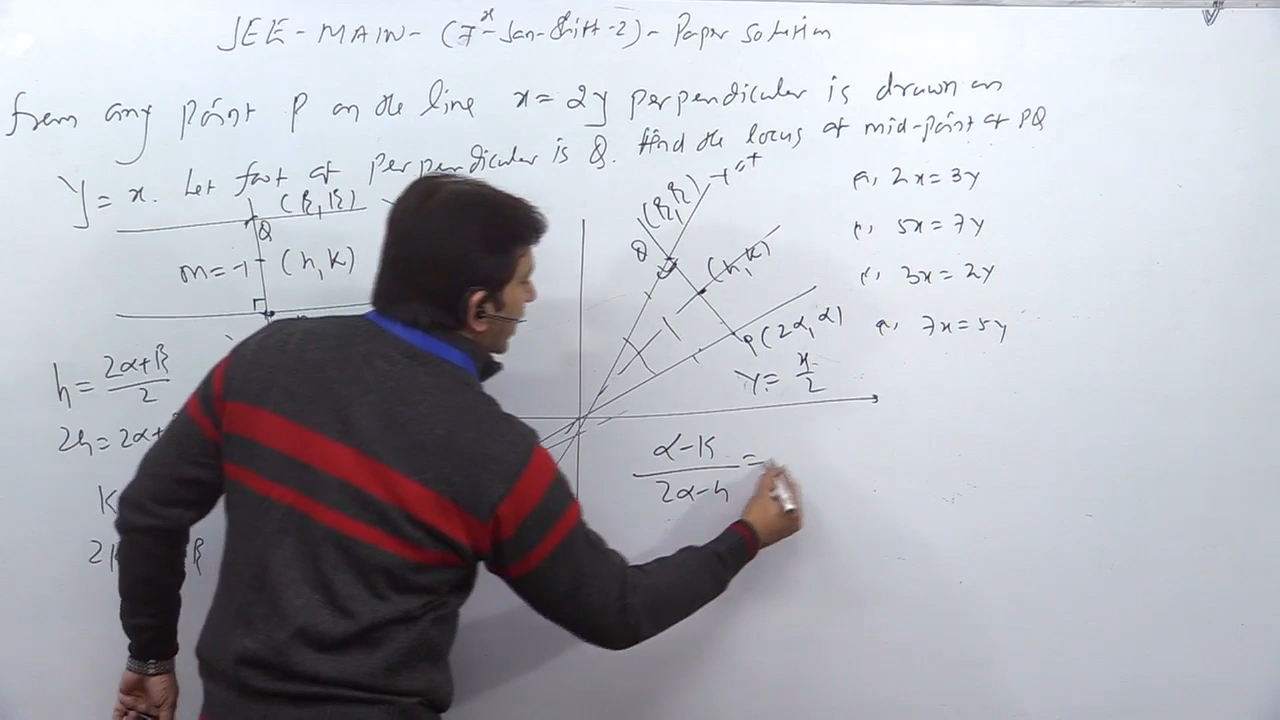 JEE-MAIN-(7-Jan-Shift-2)-Paper solution
from any point P on the line x=2y perpendicular is drawn on
y=x. Let foot of perpendicular is Q. Find the locus of mid-point of PQ
2x=3y
5x=7y
3x=2y
7x=5y
(β,β)
Q
m=-1 (h,k)
h=2α+β/2
2h=2α+
K
β
(β,β)
Q
(h,k)
P(2α,α)
y=x/2
α-k/2α-h=